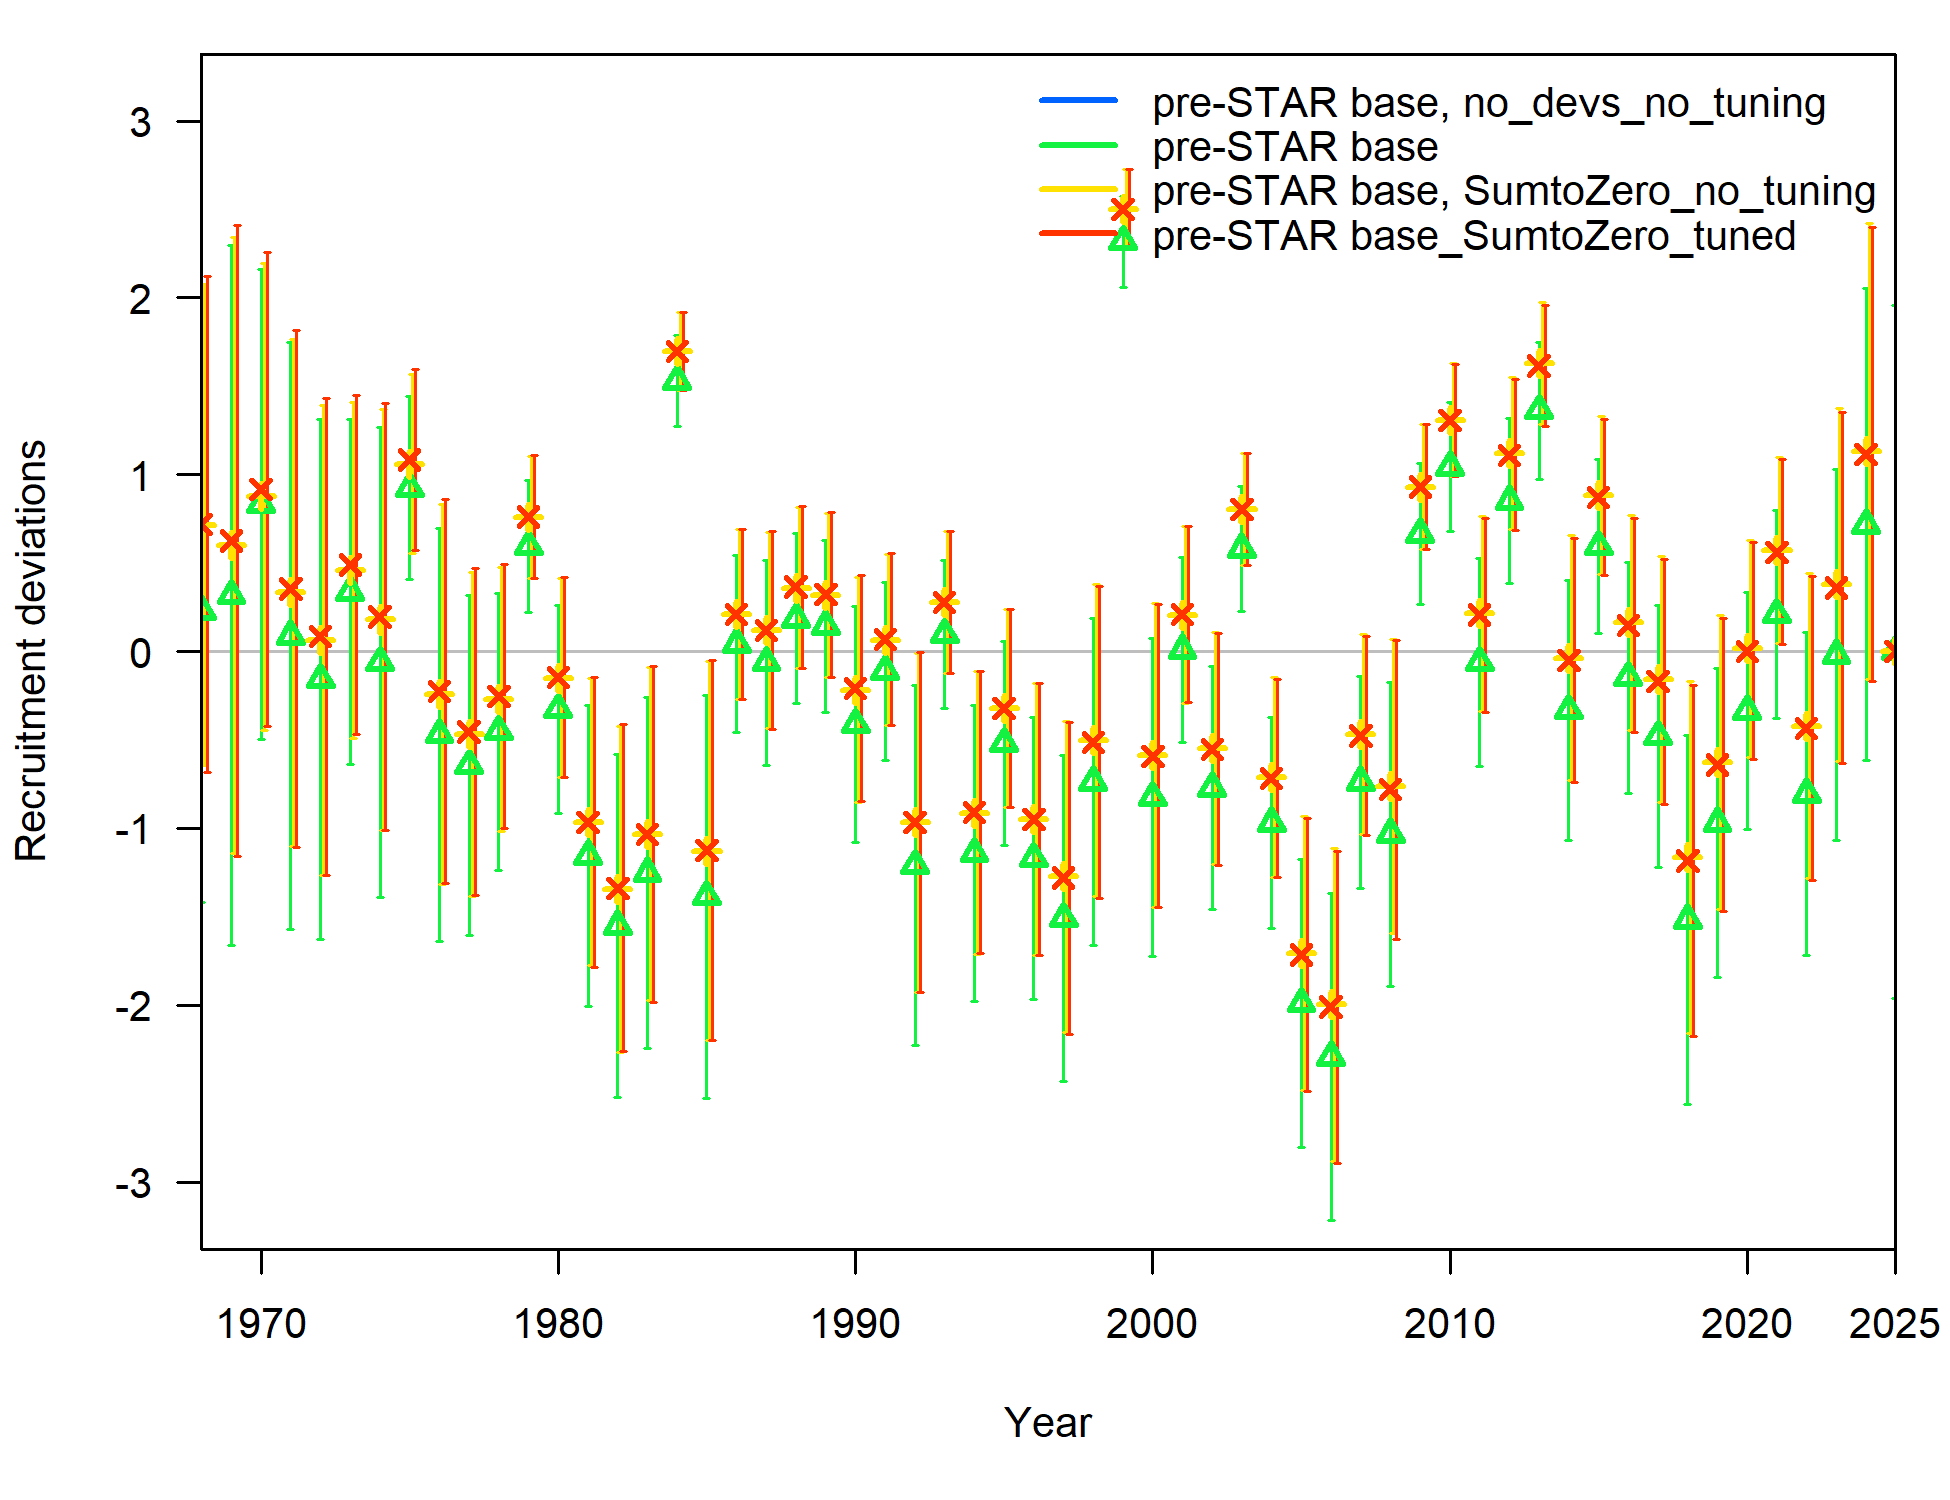 pre-STAR base, no_devs_no_tuning
pre-STAR base
pre-STAR base, SumtoZero_no_tuning
pre-STAR base_SumtoZero_tuned
Recruitment deviations
3
2
1
0
-1
-2
-3
1970 1980 1990 2000 2010 2020 2025
Year